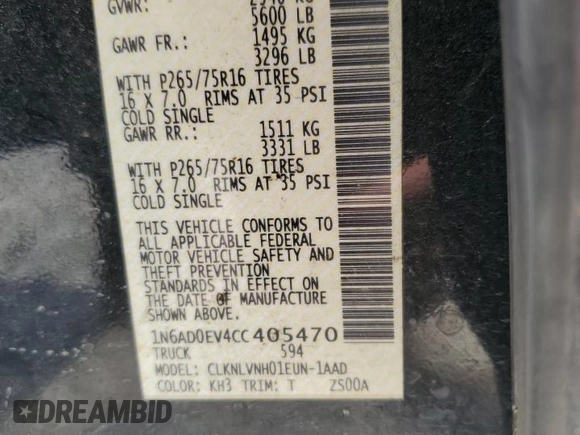 GVWR: 2540 KG
5600 LB
GAWR FR.: 1495 KG
3296 LB
WITH P265/75R16 TIRES
16 X 7.0 RIMS AT 35 PSI
COLD SINGLE
GAWR RR.: 1511 KG
3331 LB
WITH P265/75R16 TIRES
16 X 7.0 RIMS AT 35 PSI
COLD SINGLE
THIS VEHICLE CONFORMS TO
ALL APPLICABLE FEDERAL
MOTOR VEHICLE SAFETY AND
THEFT PREVENTION
STANDARDS IN EFFECT ON
THE DATE OF MANUFACTURE
SHOWN ABOVE.
1N6AD0EV4CC405470
TRUCK 594
MODEL: CLKNLVNH01EUN-1AAD
COLOR: KH3 TRIM: T ZS00A
DREAMBID